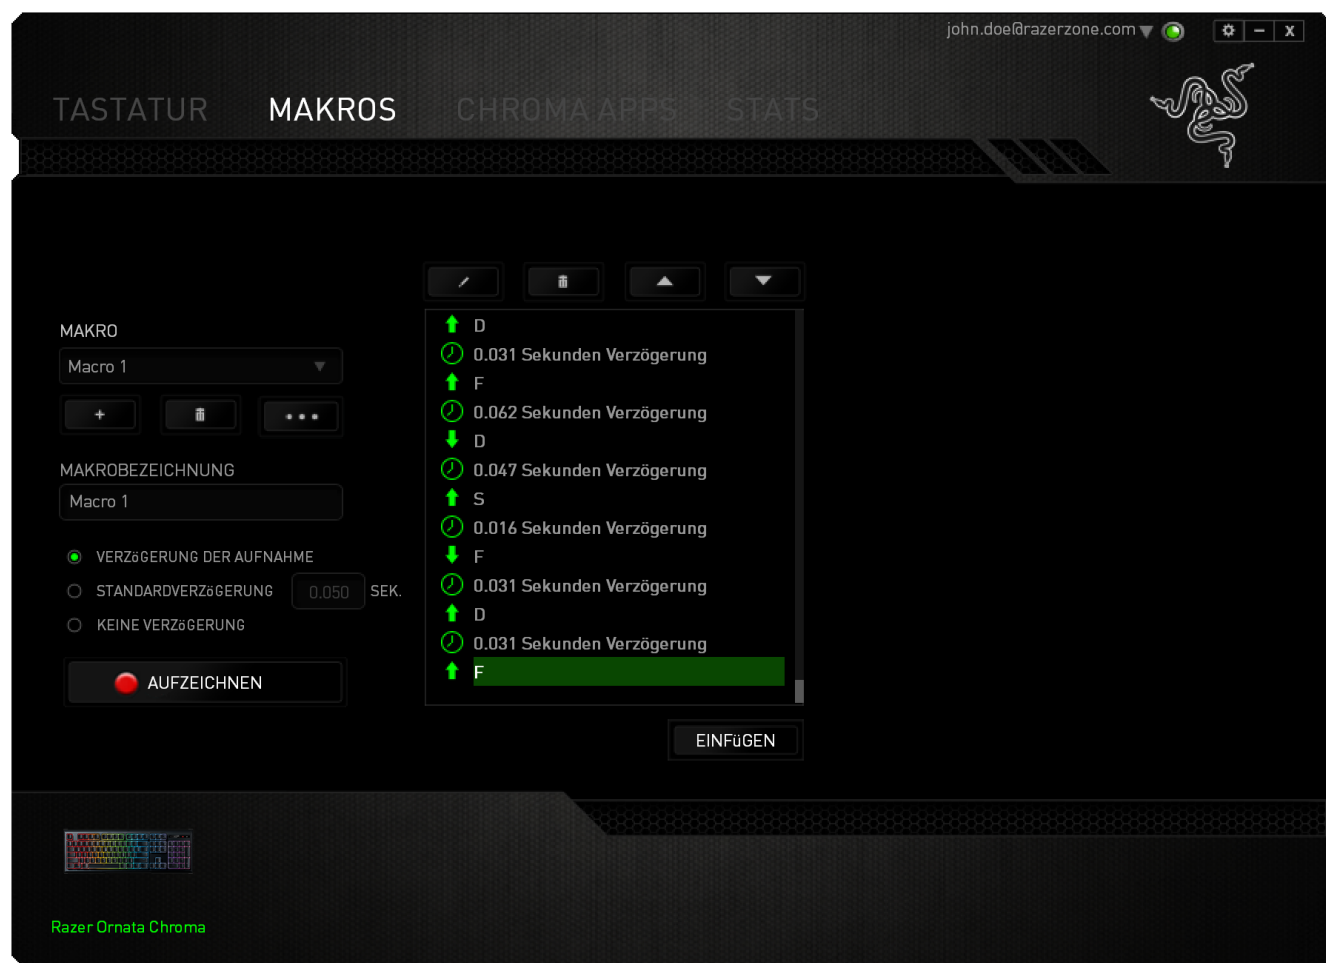 john.doe@razerzone.com
TASTATUR MAKROS CHROMA APPS STATS
MAKRO
Macro 1
MAKROBEZEICHNUNG
Macro 1
VERZöGERUNG DER AUFNAHME
STANDARDVERZöGERUNG 0.050 SEK.
KEINE VERZöGERUNG
AUFZEICHNEN
D
0.031 Sekunden Verzögerung
F
0.062 Sekunden Verzögerung
D
0.047 Sekunden Verzögerung
S
0.016 Sekunden Verzögerung
F
0.031 Sekunden Verzögerung
D
0.031 Sekunden Verzögerung
F
EINFüGEN
Razer Ornata Chroma